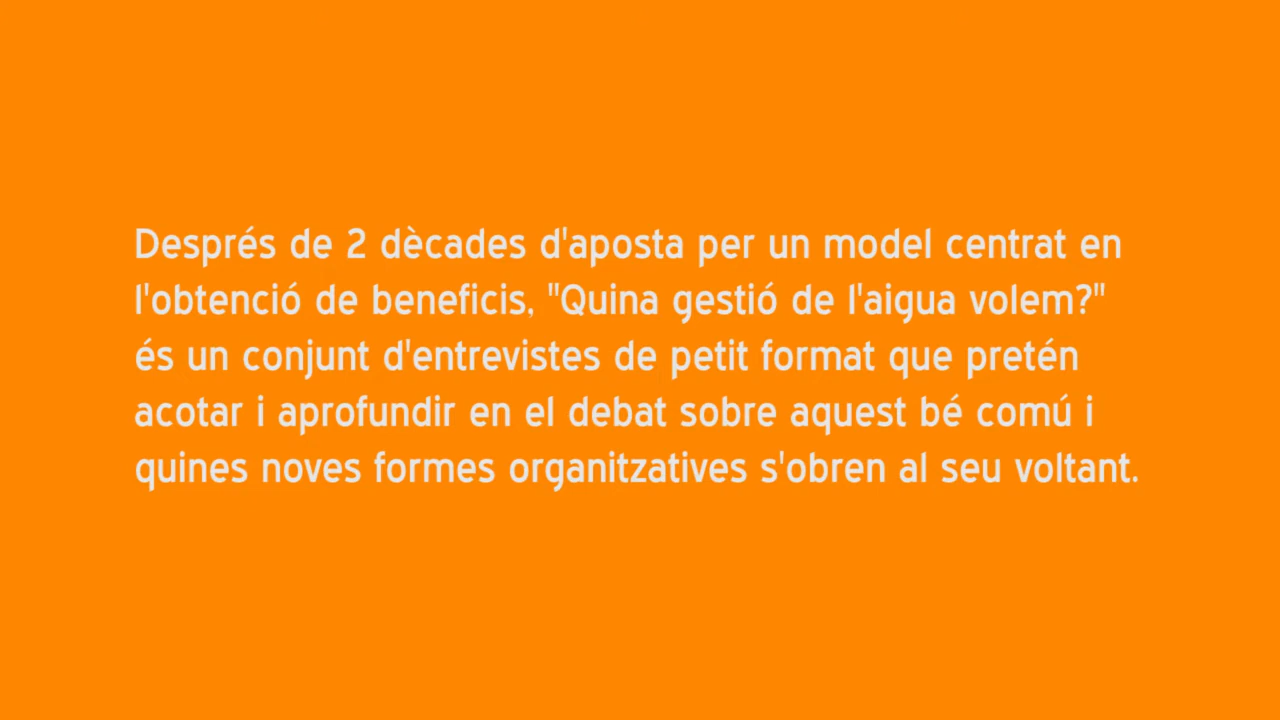 Després de 2 dècades d'aposta per un model centrat en
l'obtenció de beneficis, "Quina gestió de l'aigua volem?"
és un conjunt d'entrevistes de petit format que pretén
acotar i aprofundir en el debat sobre aquest bé comú i
quines noves formes organitzatives s'obren al seu voltant.